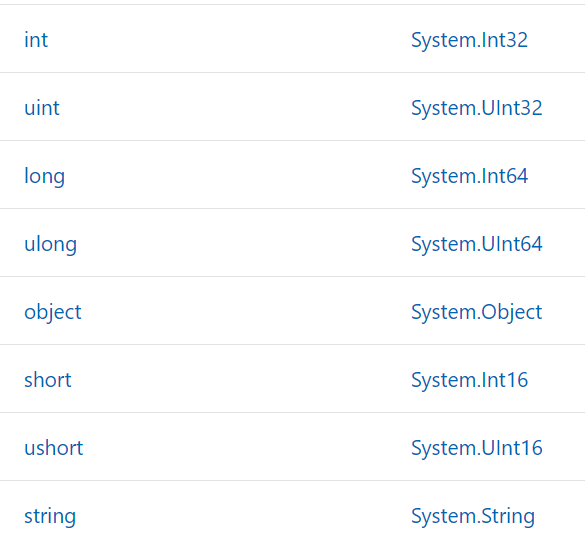 int System.Int32
uint System.UInt32
long System.Int64
ulong System.UInt64
object System.Object
short System.Int16
ushort System.UInt16
string System.String